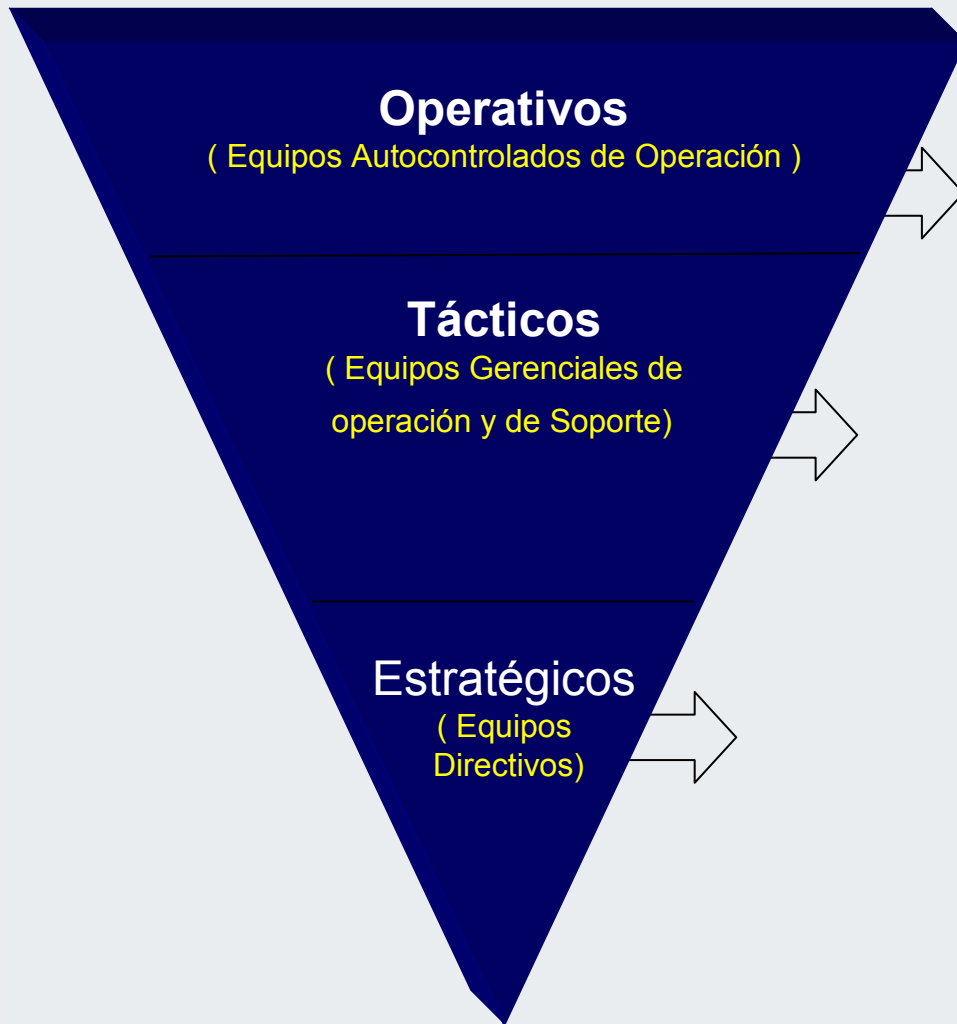 Operativos
( Equipos Autocontrolados de Operación )
Tácticos
( Equipos Gerenciales de
operación y de Soporte)
Estratégicos
( Equipos
Directivos)